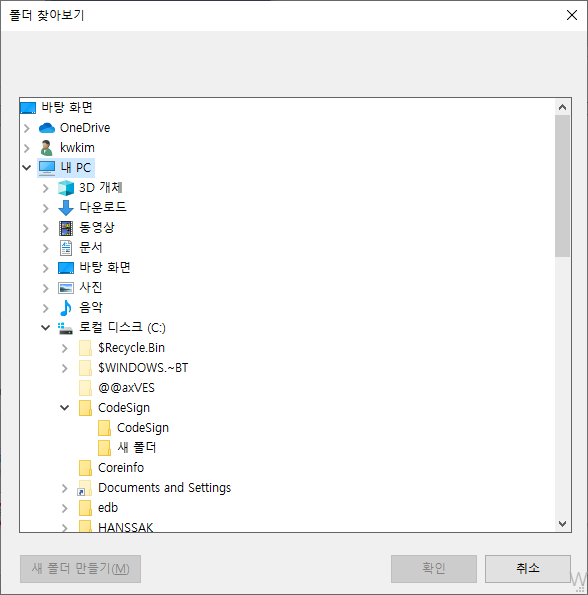 폴더 찾아보기
바탕 화면
OneDrive
kwkim
내 PC
3D 개체
다운로드
동영상
문서
바탕 화면
사진
음악
로컬 디스크 (C:)
$Recycle.Bin
$WINDOWS.~BT
@@axVES
CodeSign
CodeSign
새 폴더
Coreinfo
Documents and Settings
edb
HANSSAK
새 폴더 만들기(M)
확인
취소
W